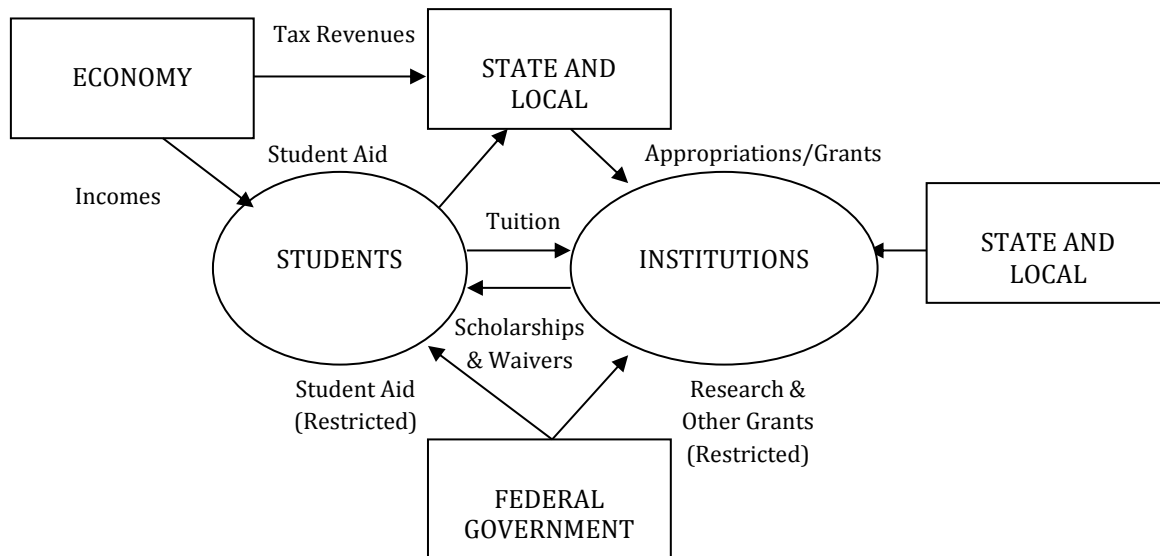 Tax Revenues
ECONOMY
STATE AND
LOCAL
Student Aid
Appropriations/Grants
Incomes
Tuition
STUDENTS
INSTITUTIONS
STATE AND
LOCAL
Scholarships
& Waivers
Student Aid
(Restricted)
Research &
Other Grants
(Restricted)
FEDERAL
GOVERNMENT